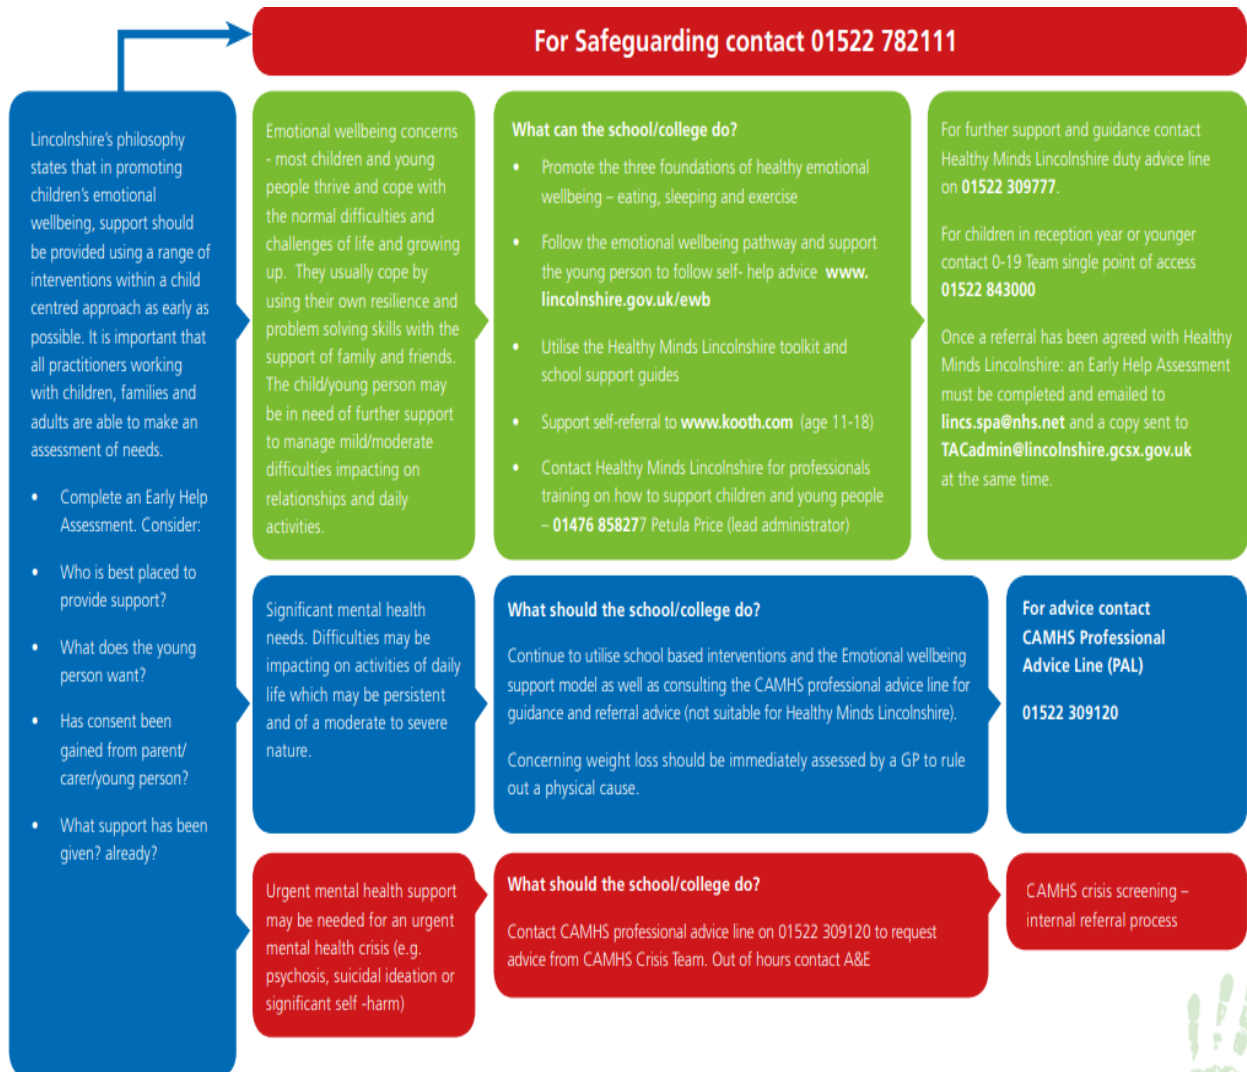 For Safeguarding contact 01522 782111
Lincolnshire's philosophy
states that in promoting
children's emotional
wellbeing, support should
be provided using a range of
interventions within a child
centred approach as early as
possible. It is important that
all practitioners working
with children, families and
adults are able to make an
assessment of needs.
• Complete an Early Help
Assessment. Consider:
• Who is best placed to
provide support?
• What does the young
person want?
• Has consent been
gained from parent/
carer/young person?
• What support has been
given? already?
Emotional wellbeing concerns
- most children and young
people thrive and cope with
the normal difficulties and
challenges of life and growing
up. They usually cope by
using their own resilience and
problem solving skills with the
support of family and friends.
The child/young person may
be in need of further support
to manage mild/moderate
difficulties impacting on
relationships and daily
activities.
What can the school/college do?
• Promote the three foundations of healthy emotional
wellbeing – eating, sleeping and exercise
• Follow the emotional wellbeing pathway and support
the young person to follow self- help advice www.
lincolnshire.gov.uk/ewb
• Utilise the Healthy Minds Lincolnshire toolkit and
school support guides
• Support self-referral to www.kooth.com (age 11-18)
• Contact Healthy Minds Lincolnshire for professionals
training on how to support children and young people
– 01476 858277 Petula Price (lead administrator)
For further support and guidance contact
Healthy Minds Lincolnshire duty advice line
on 01522 309777.
For children in reception year or younger
contact 0-19 Team single point of access
01522 843000
Once a referral has been agreed with Healthy
Minds Lincolnshire: an Early Help Assessment
must be completed and emailed to
lincs.spa@nhs.net and a copy sent to
TACadmin@lincolnshire.gcsx.gov.uk
at the same time.
Significant mental health
needs. Difficulties may be
impacting on activities of daily
life which may be persistent
and of a moderate to severe
nature.
What should the school/college do?
Continue to utilise school based interventions and the Emotional wellbeing
support model as well as consulting the CAMHS professional advice line for
guidance and referral advice (not suitable for Healthy Minds Lincolnshire).
Concerning weight loss should be immediately assessed by a GP to rule
out a physical cause.
For advice contact
CAMHS Professional
Advice Line (PAL)
01522 309120
Urgent mental health support
may be needed for an urgent
mental health crisis (e.g.
psychosis, suicidal ideation or
significant self -harm)
What should the school/college do?
Contact CAMHS professional advice line on 01522 309120 to request
advice from CAMHS Crisis Team. Out of hours contact A&E
CAMHS crisis screening –
internal referral process